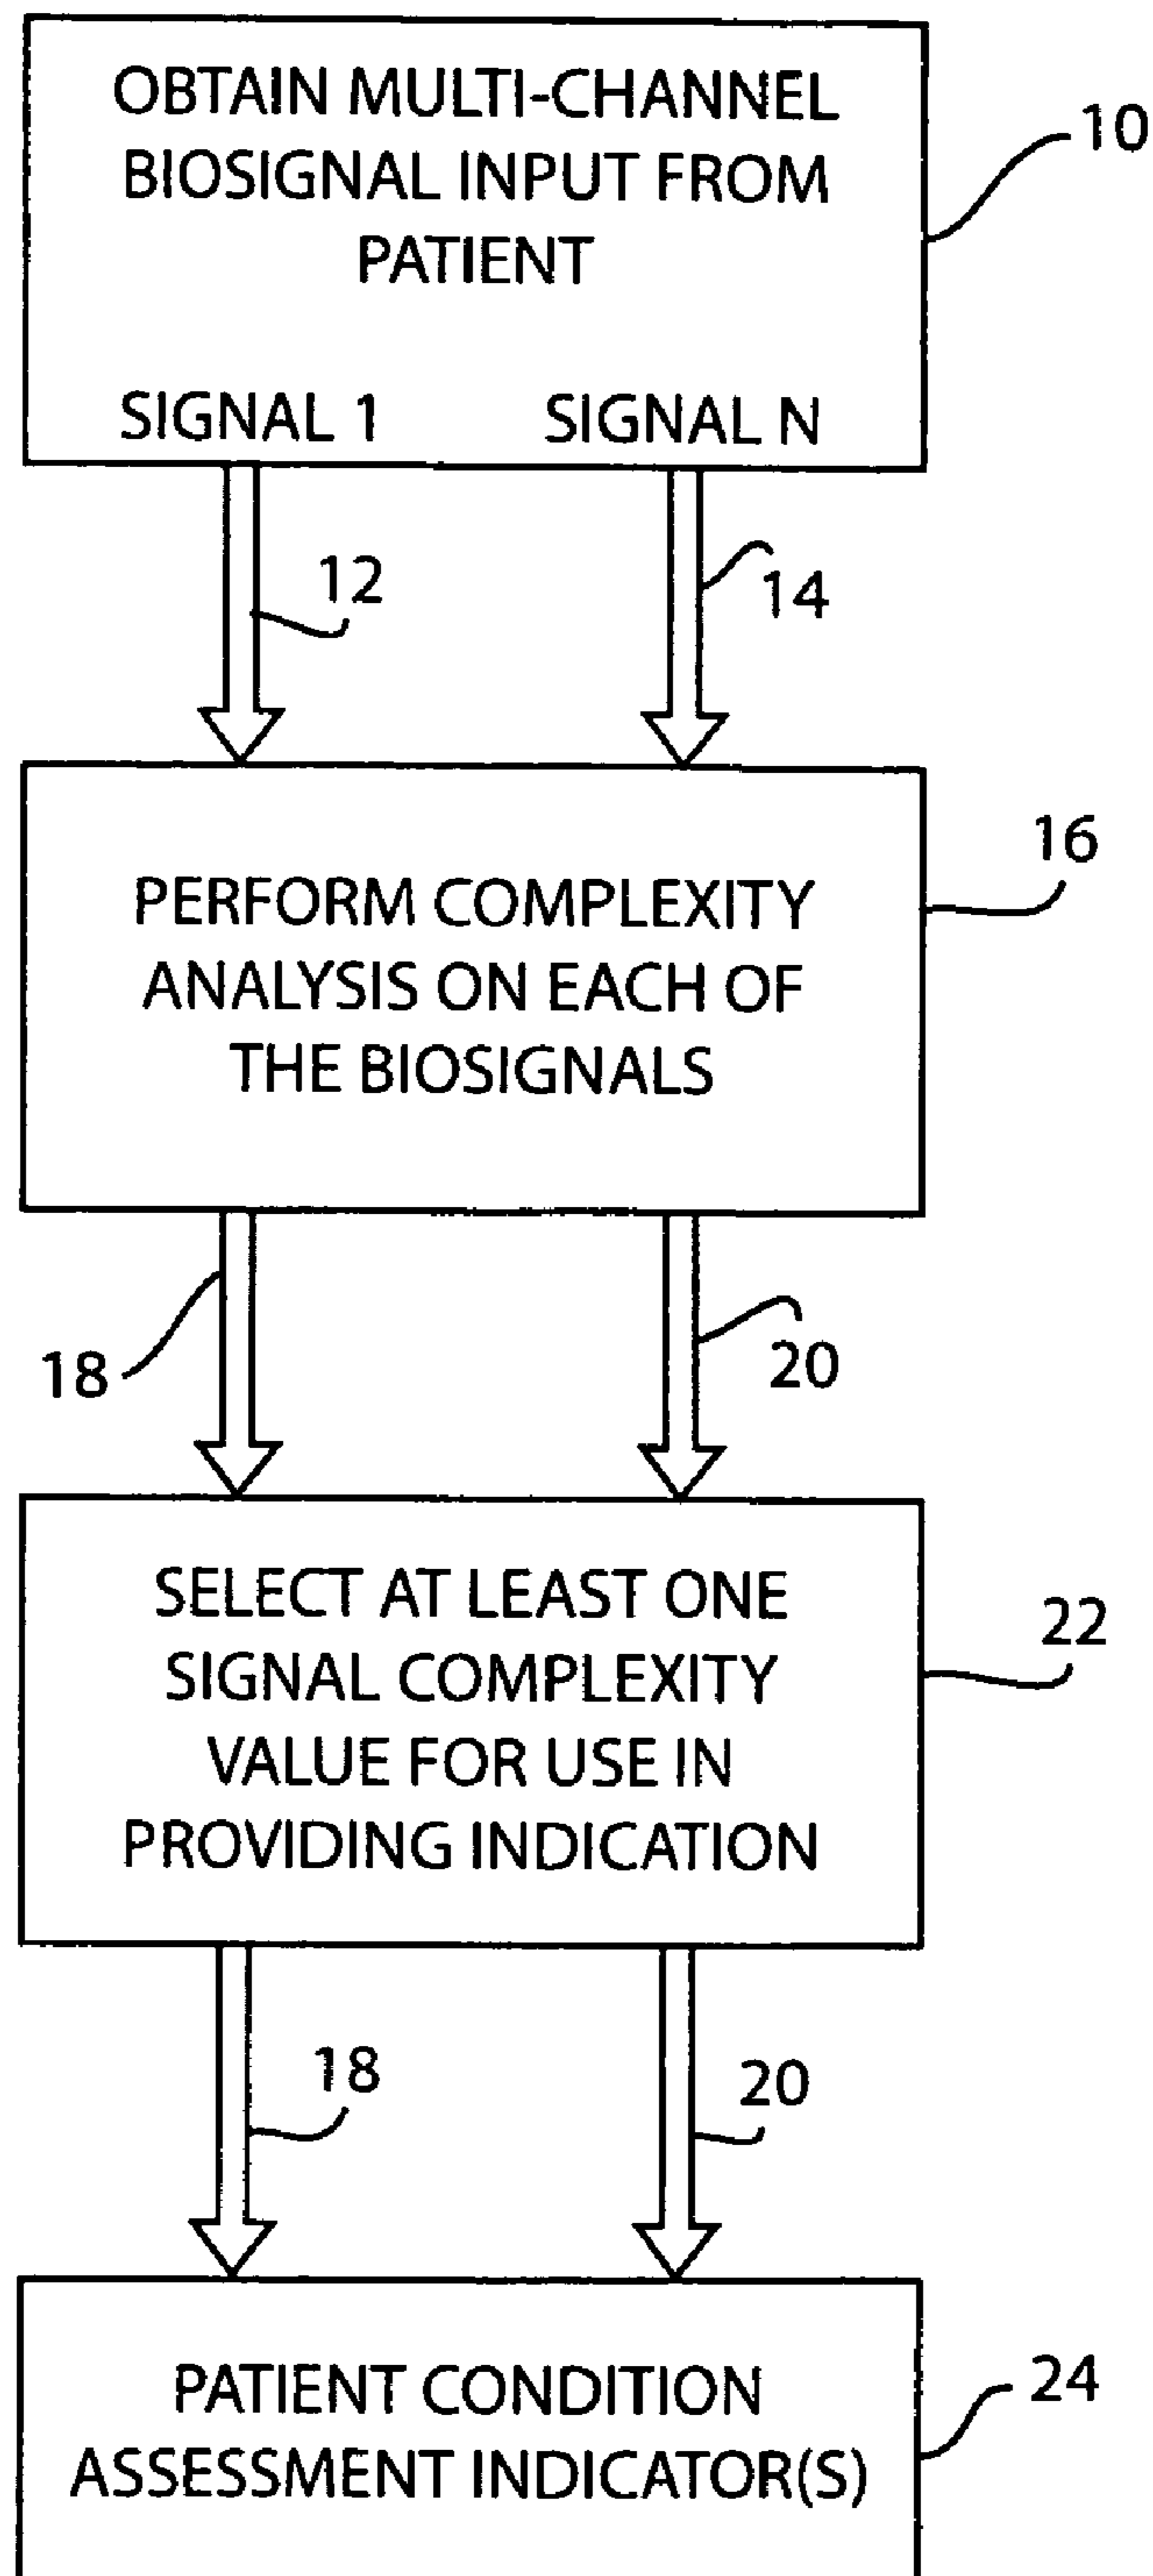 OBTAIN MULTI-CHANNEL
BIOSIGNAL INPUT FROM
PATIENT
10
SIGNAL 1
SIGNAL N
12
14
PERFORM COMPLEXITY
ANALYSIS ON EACH OF
THE BIOSIGNALS
16
18
20
SELECT AT LEAST ONE
SIGNAL COMPLEXITY
VALUE FOR USE IN
PROVIDING INDICATION
22
18
20
PATIENT CONDITION
ASSESSMENT INDICATOR(S)
24